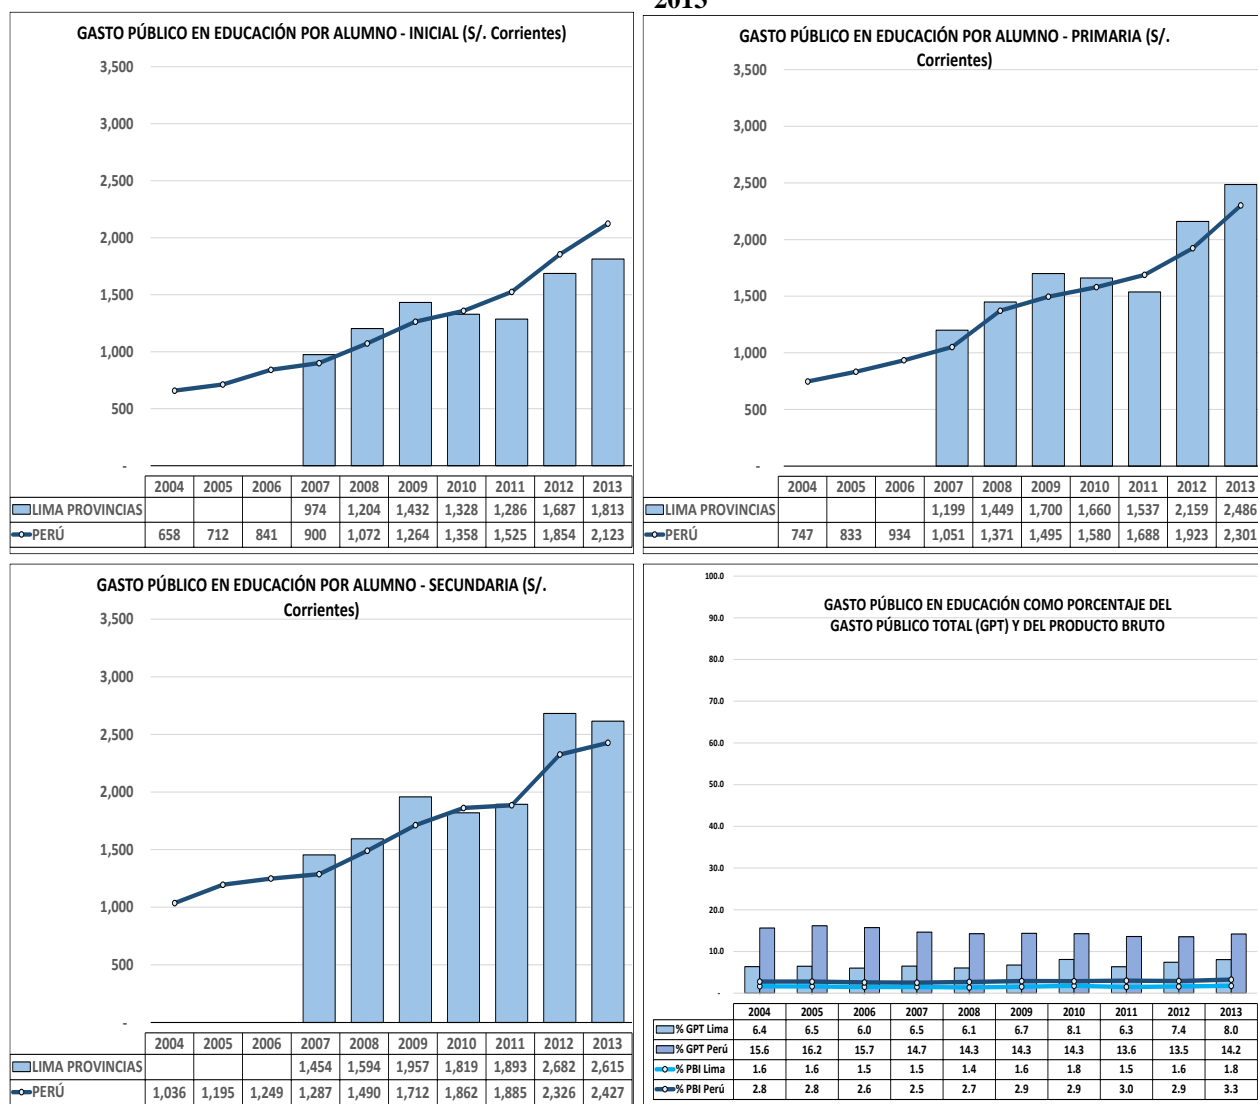 2013
GASTO PÚBLICO EN EDUCACIÓN POR ALUMNO - INICIAL (S/. Corrientes)
3,500
3,000
2,500
2,000
1,500
1,000
500
-
2004 2005 2006 2007 2008 2009 2010 2011 2012 2013
LIMA PROVINCIAS 974 1,204 1,432 1,328 1,286 1,687 1,813
PERÚ 658 712 841 900 1,072 1,264 1,358 1,525 1,854 2,123
GASTO PÚBLICO EN EDUCACIÓN POR ALUMNO - PRIMARIA (S/.
Corrientes)
3,500
3,000
2,500
2,000
1,500
1,000
500
-
2004 2005 2006 2007 2008 2009 2010 2011 2012 2013
LIMA PROVINCIAS 1,199 1,449 1,700 1,660 1,537 2,159 2,486
PERÚ 747 833 934 1,051 1,371 1,495 1,580 1,688 1,923 2,301
GASTO PÚBLICO EN EDUCACIÓN POR ALUMNO - SECUNDARIA (S/.
Corrientes)
3,500
3,000
2,500
2,000
1,500
1,000
500
-
2004 2005 2006 2007 2008 2009 2010 2011 2012 2013
LIMA PROVINCIAS 1,454 1,594 1,957 1,819 1,893 2,682 2,615
PERÚ 1,036 1,195 1,249 1,287 1,490 1,712 1,862 1,885 2,326 2,427
GASTO PÚBLICO EN EDUCACIÓN COMO PORCENTAJE DEL
GASTO PÚBLICO TOTAL (GPT) Y DEL PRODUCTO BRUTO
100.0
90.0
80.0
70.0
60.0
50.0
40.0
30.0
20.0
10.0
-
2004 2005 2006 2007 2008 2009 2010 2011 2012 2013
% GPT Lima 6.4 6.5 6.0 6.5 6.1 6.7 8.1 6.3 7.4 8.0
% GPT Perú 15.6 16.2 15.7 14.7 14.3 14.3 14.3 13.6 13.5 14.2
% PBI Lima 1.6 1.6 1.5 1.5 1.4 1.6 1.8 1.5 1.6 1.8
% PBI Perú 2.8 2.8 2.6 2.5 2.7 2.9 2.9 3.0 2.9 3.3